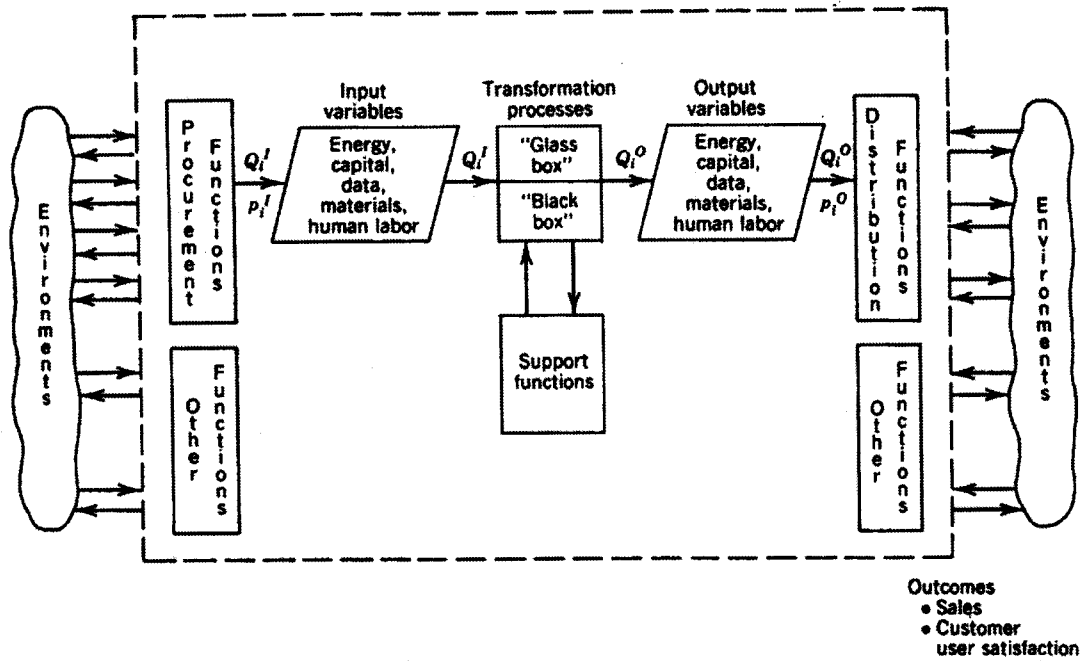 Environments
Procurement
Functions
Other
Functions
Q_i^I
p_i^I
Input
variables
Energy,
capital,
data,
materials,
human labor
Q_i^I
Transformation
processes
"Glass
box"
"Black
box"
Support
functions
Q_i^O
Output
variables
Energy,
capital,
data,
materials,
human labor
Q_i^O
p_i^O
Distribution
Functions
Other
Functions
Environments
Outcomes
• Sales
• Customer
user satisfaction